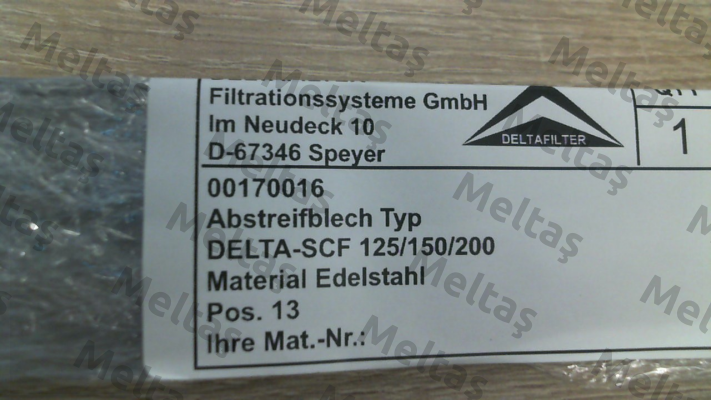 Filtrationssysteme GmbH
Im Neudeck 10
D-67346 Speyer
DELTAFILTER
1
00170016
Abstreifblech Typ
DELTA-SCF 125/150/200
Material Edelstahl
Pos. 13
Ihre Mat.-Nr.:
Meltaş